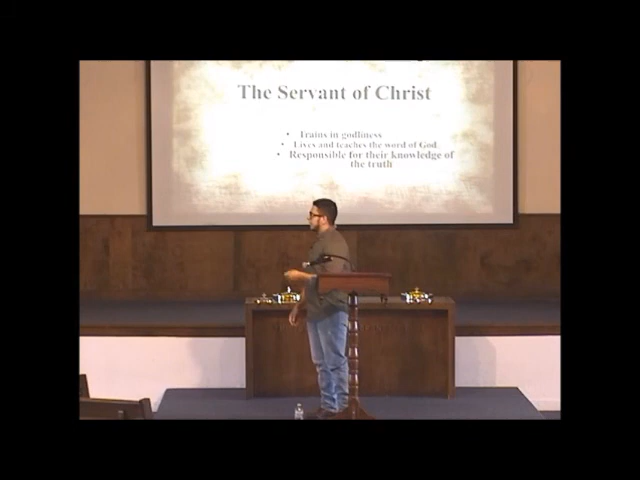 The Servant of Christ
• Trains in godliness
• Lives and teaches the word of God
• Responsible for their knowledge of
the truth